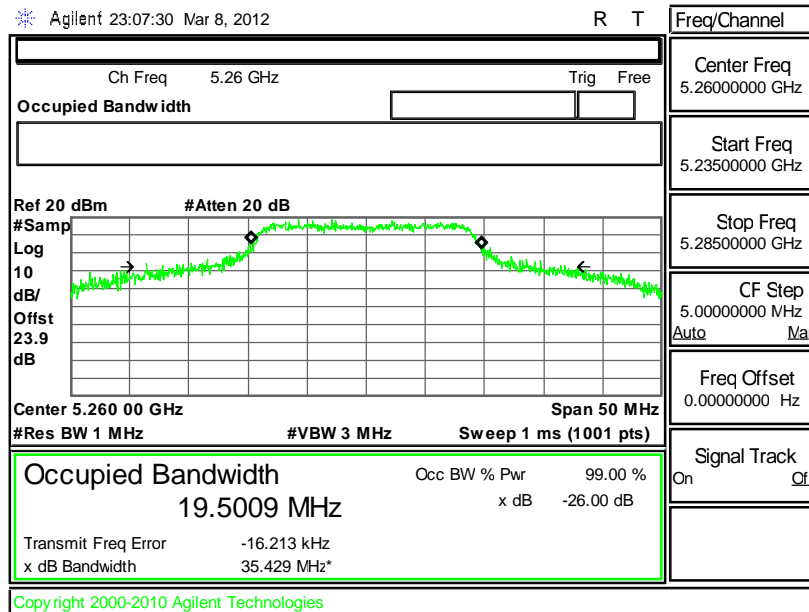 Agilent 23:07:30 Mar 8, 2012 R T
Freq/Channel
Ch Freq 5.26 GHz Trig Free
Occupied Bandwidth
Center Freq
5.26000000 GHz
Start Freq
5.23500000 GHz
Stop Freq
5.28500000 GHz
CF Step
5.00000000 MHz
Auto Ma
Freq Offset
0.00000000 Hz
Signal Track
On Of
Ref 20 dBm #Atten 20 dB
#Samp
Log
10
dB/
Offst
23.9
dB
Center 5.260 00 GHz Span 50 MHz
#Res BW 1 MHz #VBW 3 MHz Sweep 1 ms (1001 pts)
Occupied Bandwidth Occ BW % Pwr 99.00 %
19.5009 MHz x dB -26.00 dB
Transmit Freq Error -16.213 kHz
x dB Bandwidth 35.429 MHz*
Copyright 2000-2010 Agilent Technologies